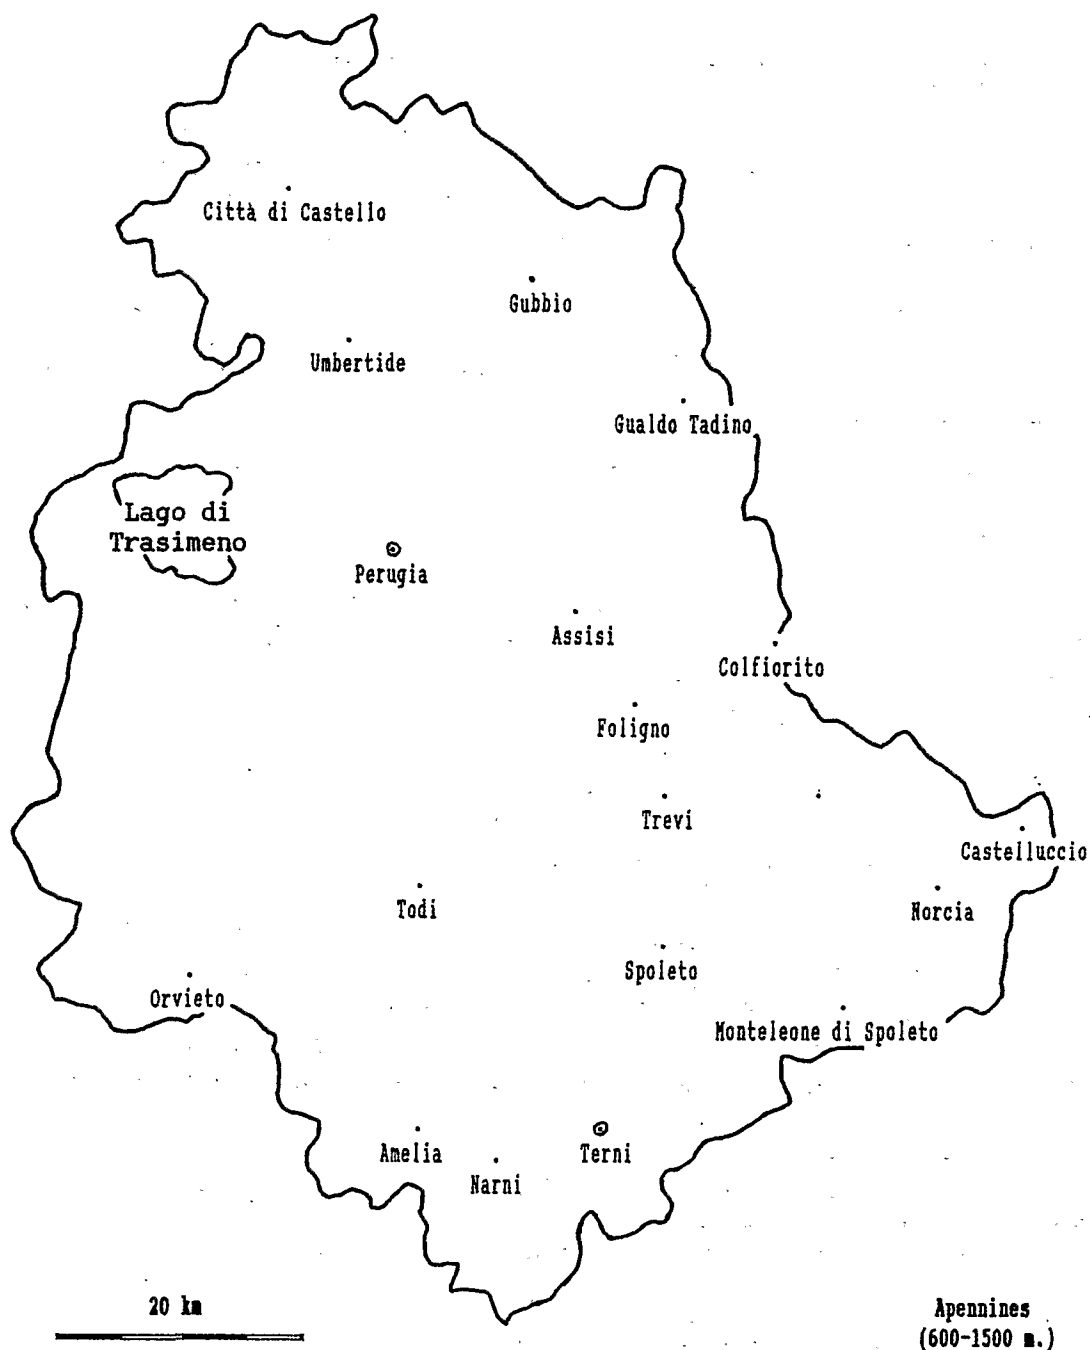 Città di Castello
Gubbio
Umbertide
Gualdo Tadino
Lago di
Trasimeno
Perugia
Assisi
Colfiorito
Foligno
Trevi
Castelluccio
Todi
Norcia
Spoleto
Orvieto
Monteleone di Spoleto
Amelia
Terni
Narni
20 km
Apennines
(600-1500 m.)